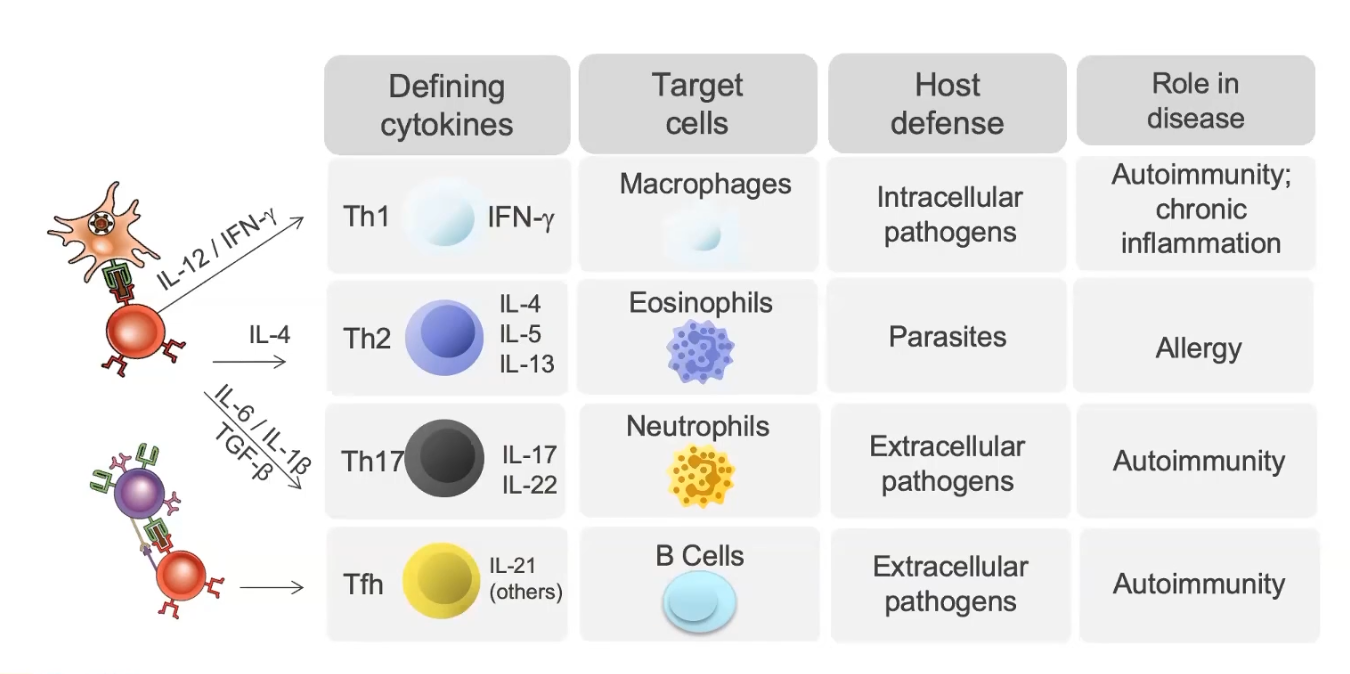 Defining
cytokines
Target
cells
Host
defense
Role in
disease
IL-12 / IFN-γ
Th1
IFN-γ
Macrophages
Intracellular
pathogens
Autoimmunity;
chronic
inflammation
IL-4
Th2
IL-4
IL-5
IL-13
Eosinophils
Parasites
Allergy
IL-6 / IL-1β
TGF-β
Th17
IL-17
IL-22
Neutrophils
Extracellular
pathogens
Autoimmunity
Tfh
IL-21
(others)
B Cells
Extracellular
pathogens
Autoimmunity